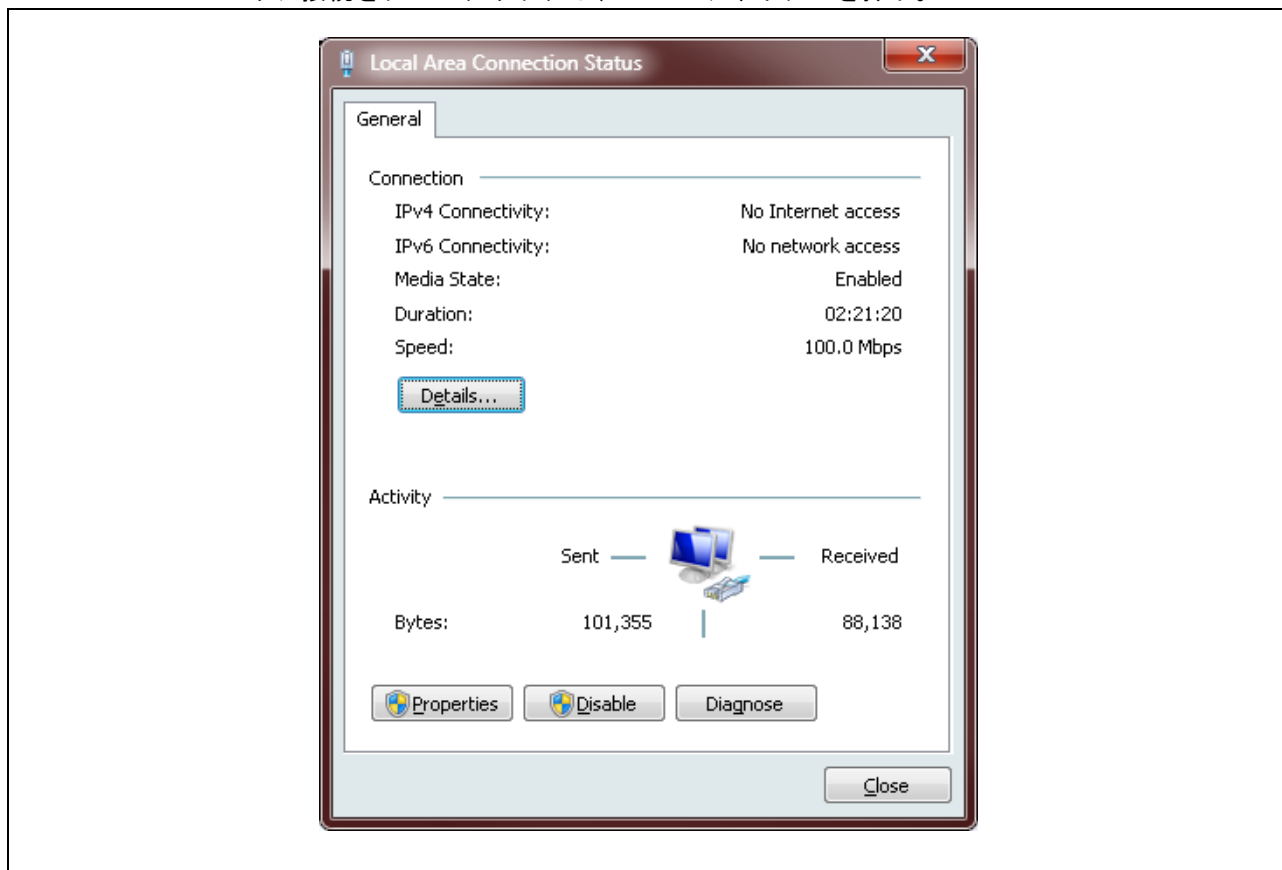 Local Area Connection Status
General
Connection
IPv4 Connectivity: No Internet access
IPv6 Connectivity: No network access
Media State: Enabled
Duration: 02:21:20
Speed: 100.0 Mbps
Details...
Activity
Sent Received
Bytes: 101,355 88,138
Properties Disable Diagnose
Close